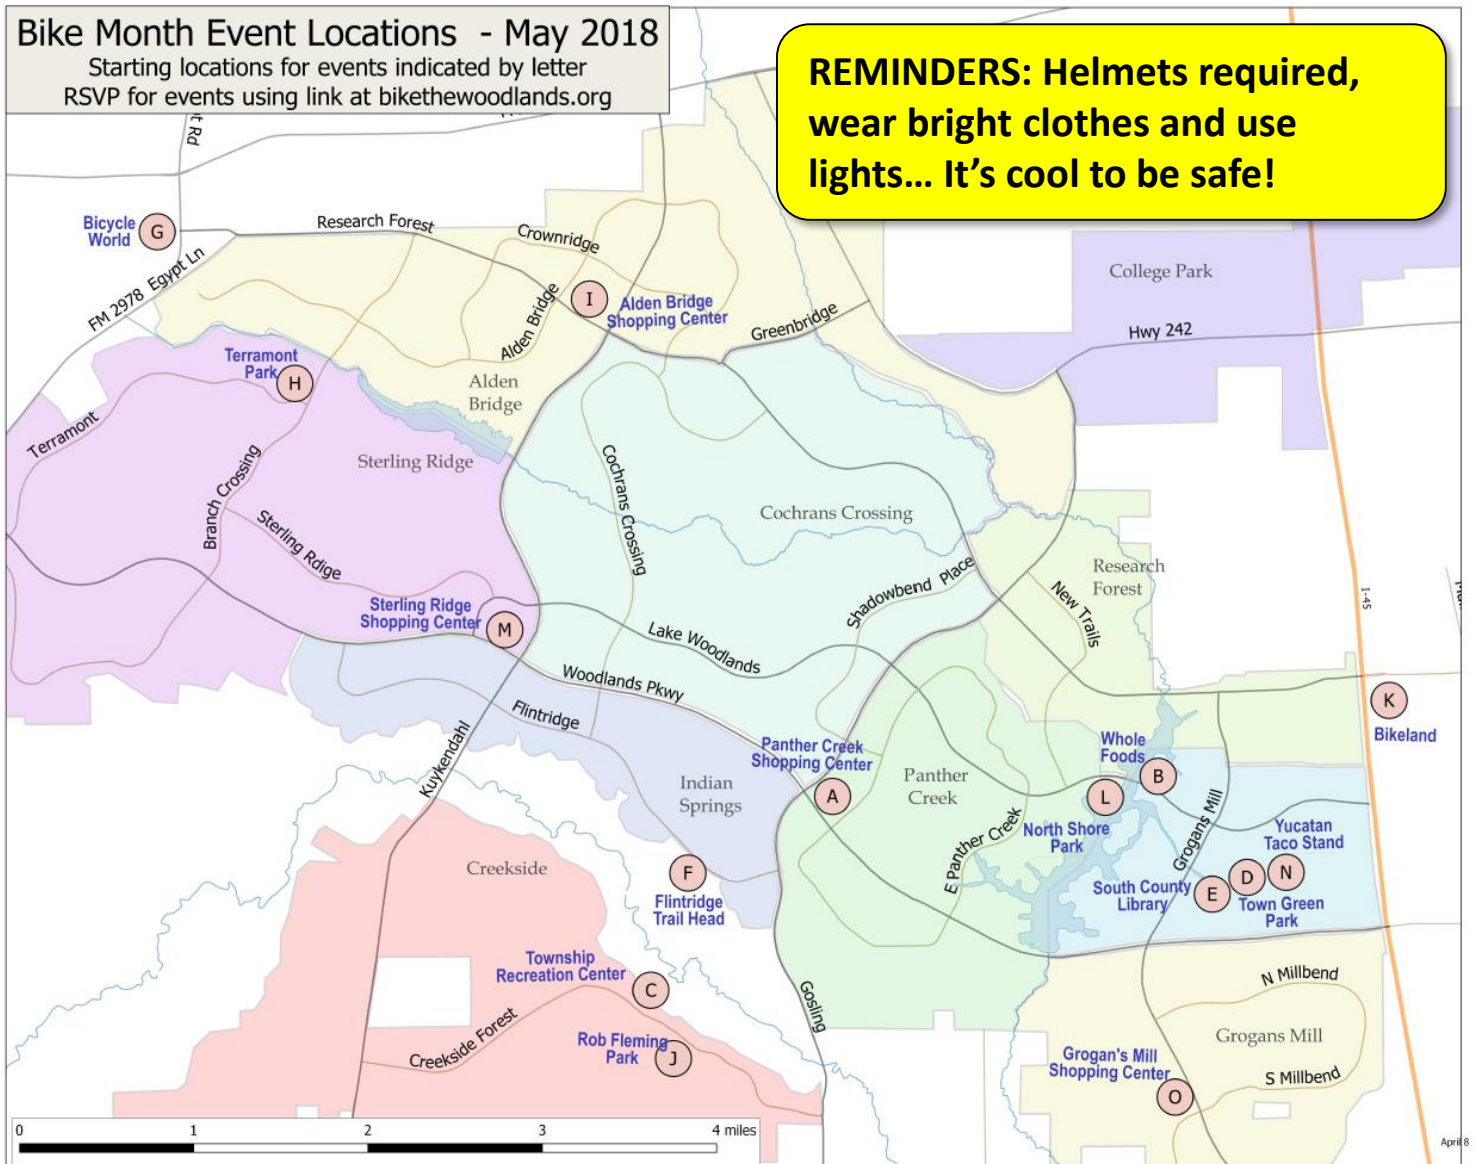 Bike Month Event Locations - May 2018
Starting locations for events indicated by letter
RSVP for events using link at bikethewoodlands.org
REMINDERS: Helmets required,
wear bright clothes and use
lights... It's cool to be safe!
Rd
Bicycle
World
G
Research Forest
Crownridge
FM 2978 Egypt Ln
I
Alden Bridge
Shopping Center
Alden Bridge
Greenbridge
College Park
Hwy 242
Terramont
Park
H
Alden
Bridge
Terramont
Sterling Ridge
Branch Crossing
Cochrans Crossing
Cochrans Crossing
Sterling Rdige
Research
Forest
Shadowbend Place
New Trails
I-45
Sterling Ridge
Shopping Center
M
Lake Woodlands
Woodlands Pkwy
Flintridge
K
Bikeland
Kuykendahl
Panther Creek
Shopping Center
A
Indian
Springs
Panther
Creek
Whole
Foods
B
L
North Shore
Park
Grogans Mill
E Panther Creek
Yucatan
Taco Stand
South County
Library
E
D
N
Town Green
Park
Creekside
F
Flintridge
Trail Head
Township
Recreation Center
C
Gosling
N Millbend
Creekside Forest
Rob Fleming
Park
J
Grogans Mill
Grogan's Mill
Shopping Center
S Millbend
O
0 1 2 3 4 miles
April 8